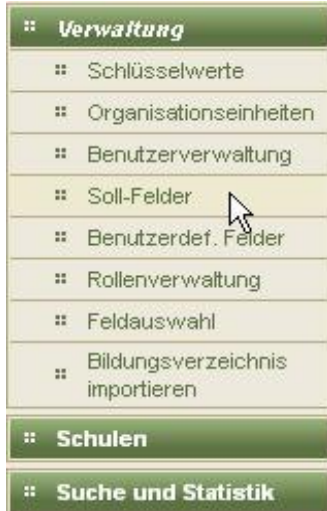 Verwaltung
Schlüsselwerte
Organisationseinheiten
Benutzerverwaltung
Soll-Felder
Benutzerdef. Felder
Rollenverwaltung
Feldauswahl
Bildungsverzeichnis
importieren
Schulen
Suche und Statistik